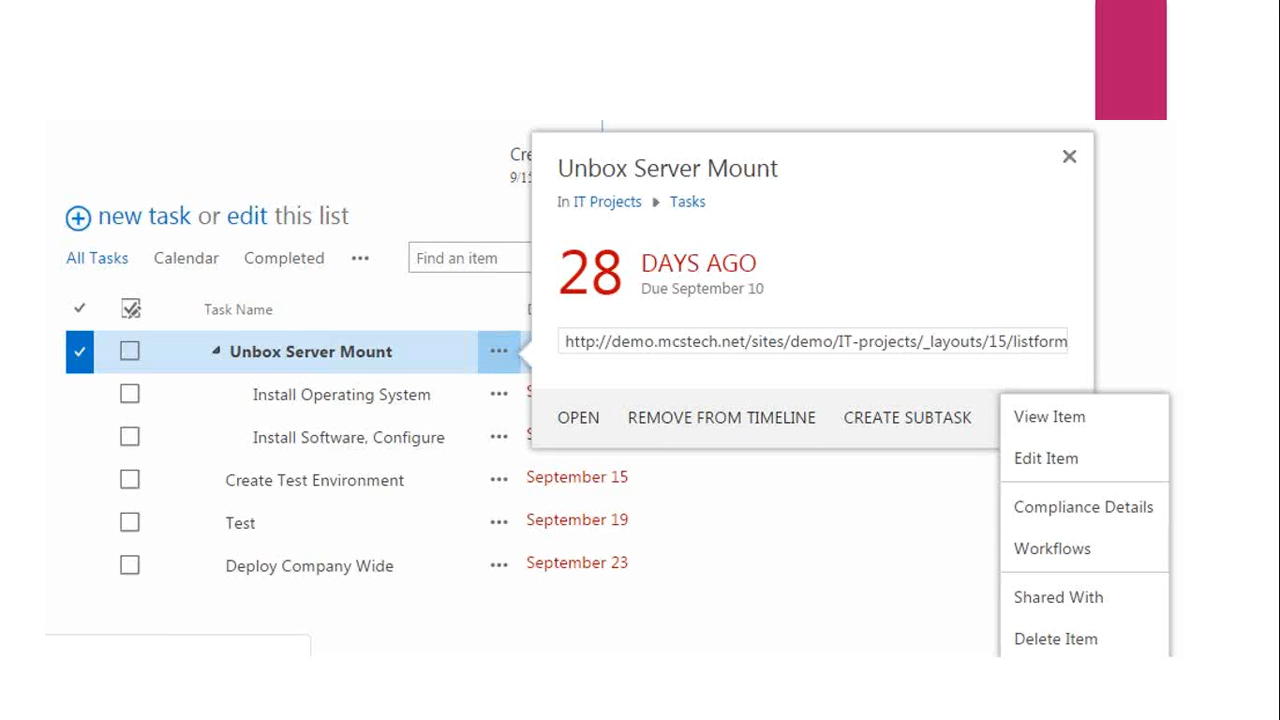 Cre
9/15
new task or edit this list
All Tasks Calendar Completed •••
Find an item
Task Name
Unbox Server Mount •••
Install Operating System •••
Install Software, Configure •••
Create Test Environment ••• September 15
Test ••• September 19
Deploy Company Wide ••• September 23
Unbox Server Mount
In IT Projects ▶ Tasks
28 DAYS AGO
Due September 10
http://demo.mcstech.net/sites/demo/IT-projects/_layouts/15/listform
OPEN REMOVE FROM TIMELINE CREATE SUBTASK
View Item
Edit Item
Compliance Details
Workflows
Shared With
Delete Item